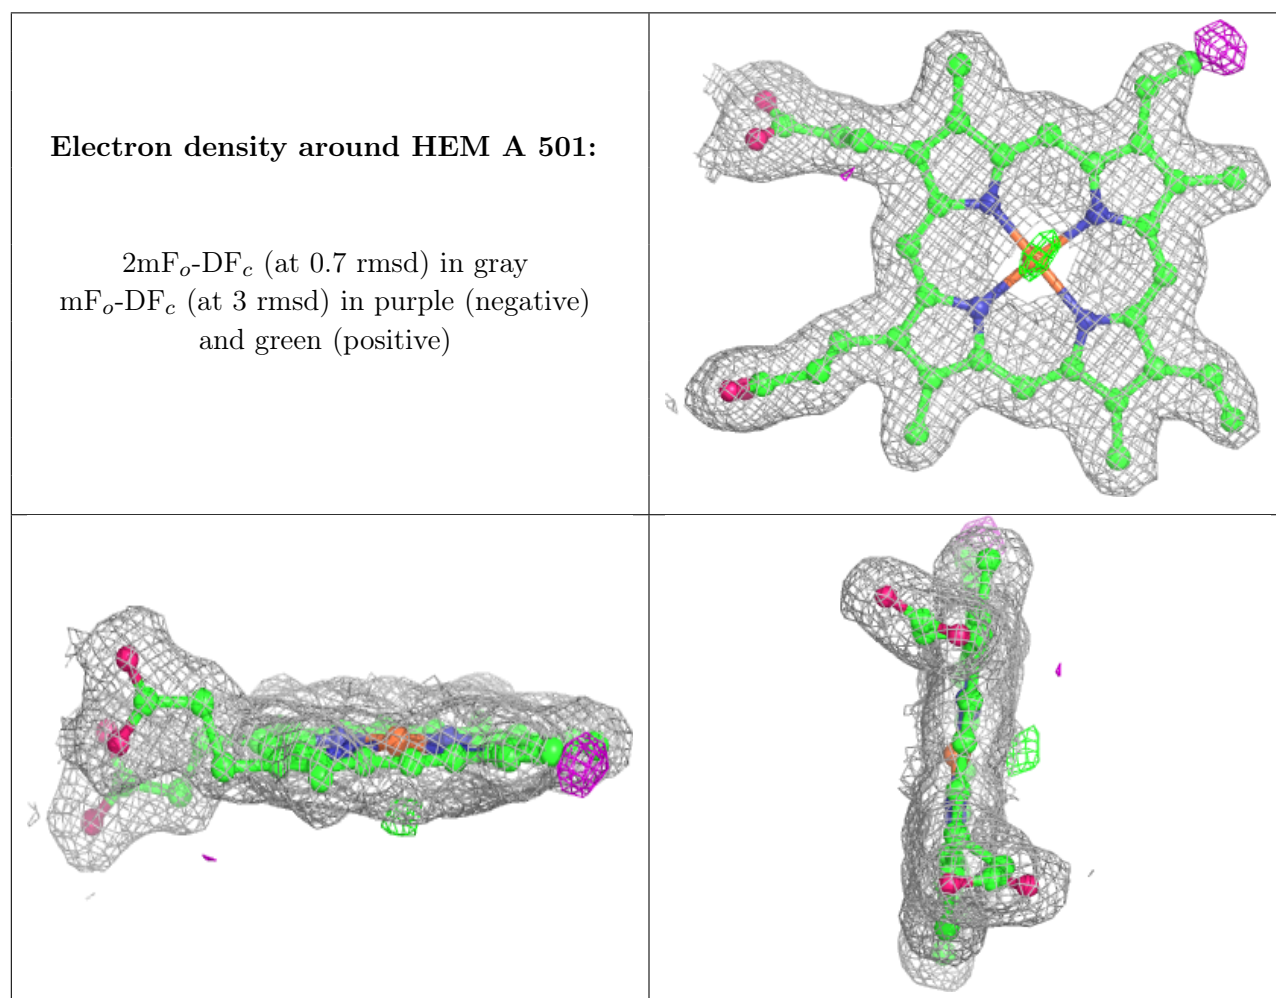 Electron density around HEM A 501:
2mFo-DFc (at 0.7 rmsd) in gray
mFo-DFc (at 3 rmsd) in purple (negative)
and green (positive)